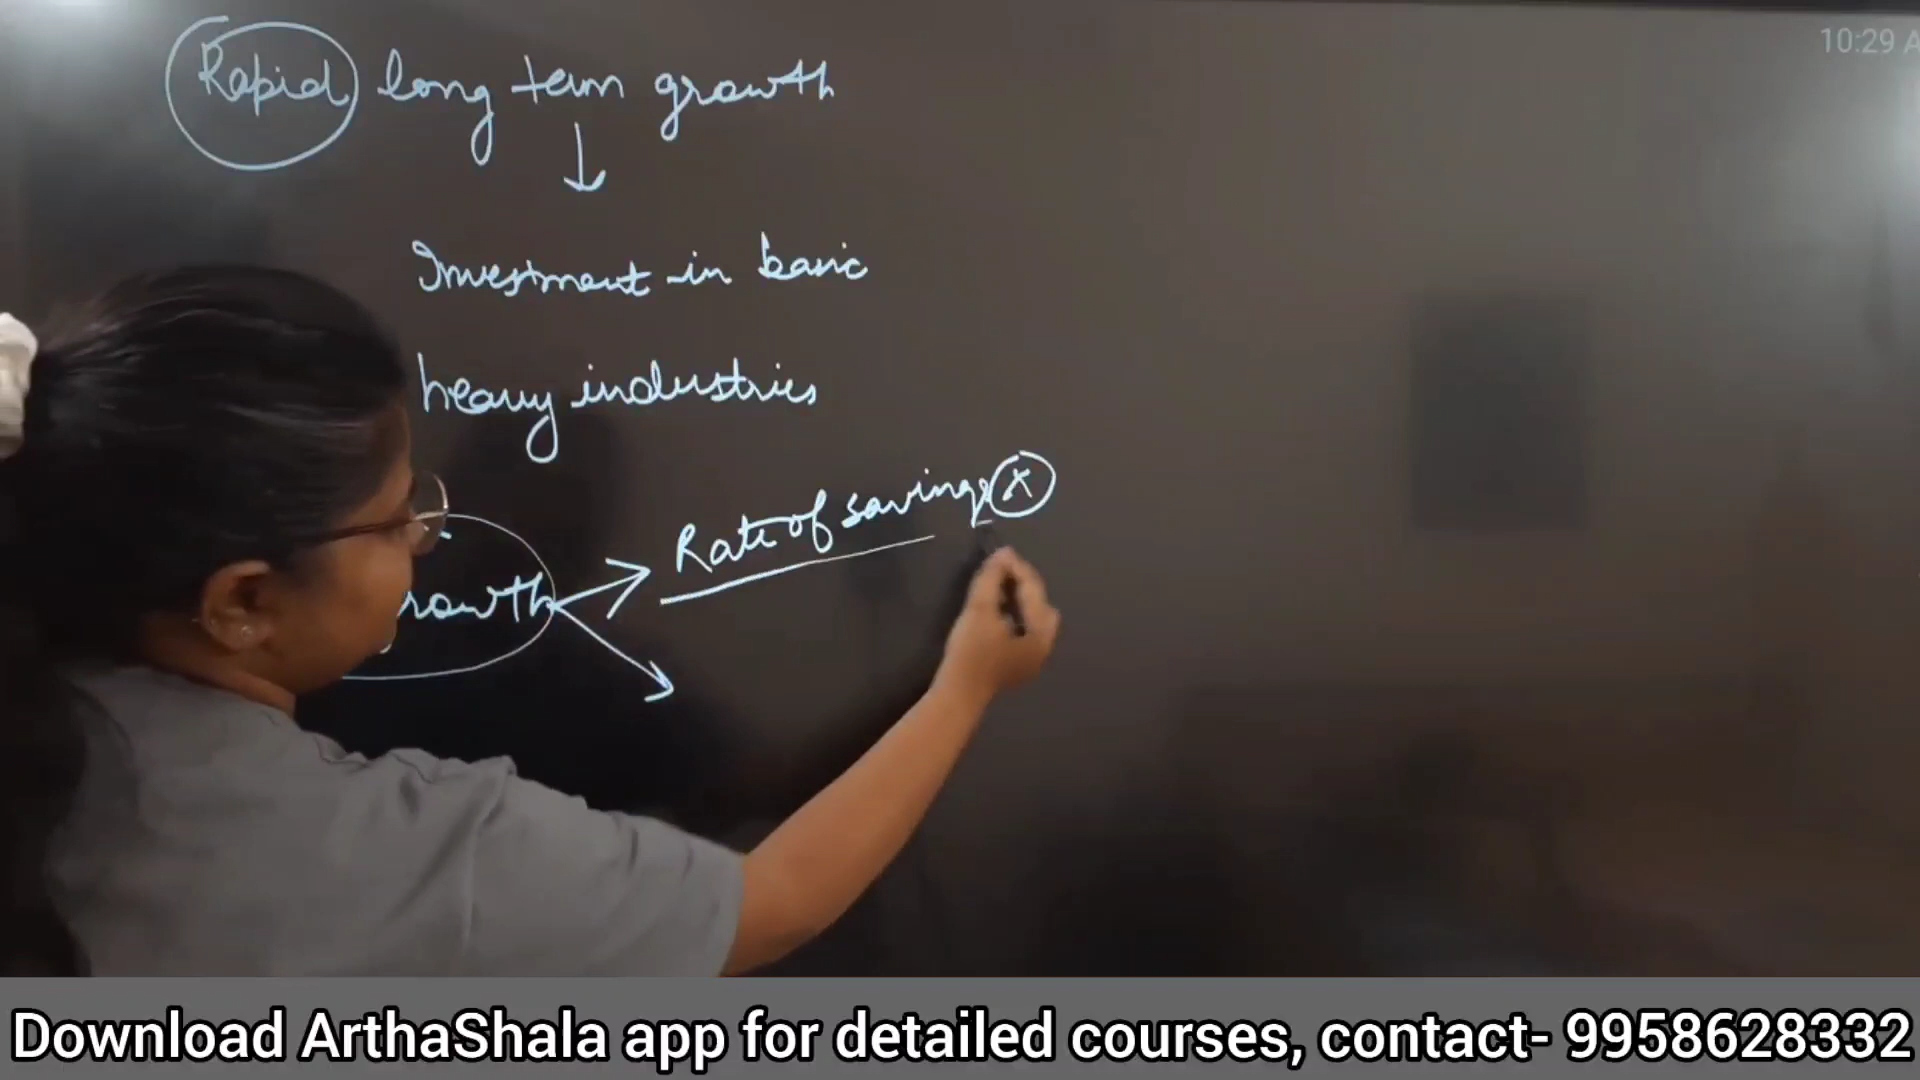 10:29 A
Rapid long term growth
↓
Investment in basic
heavy industries
Rate of savings x
rowth
Download ArthaShala app for detailed courses, contact- 9958628332